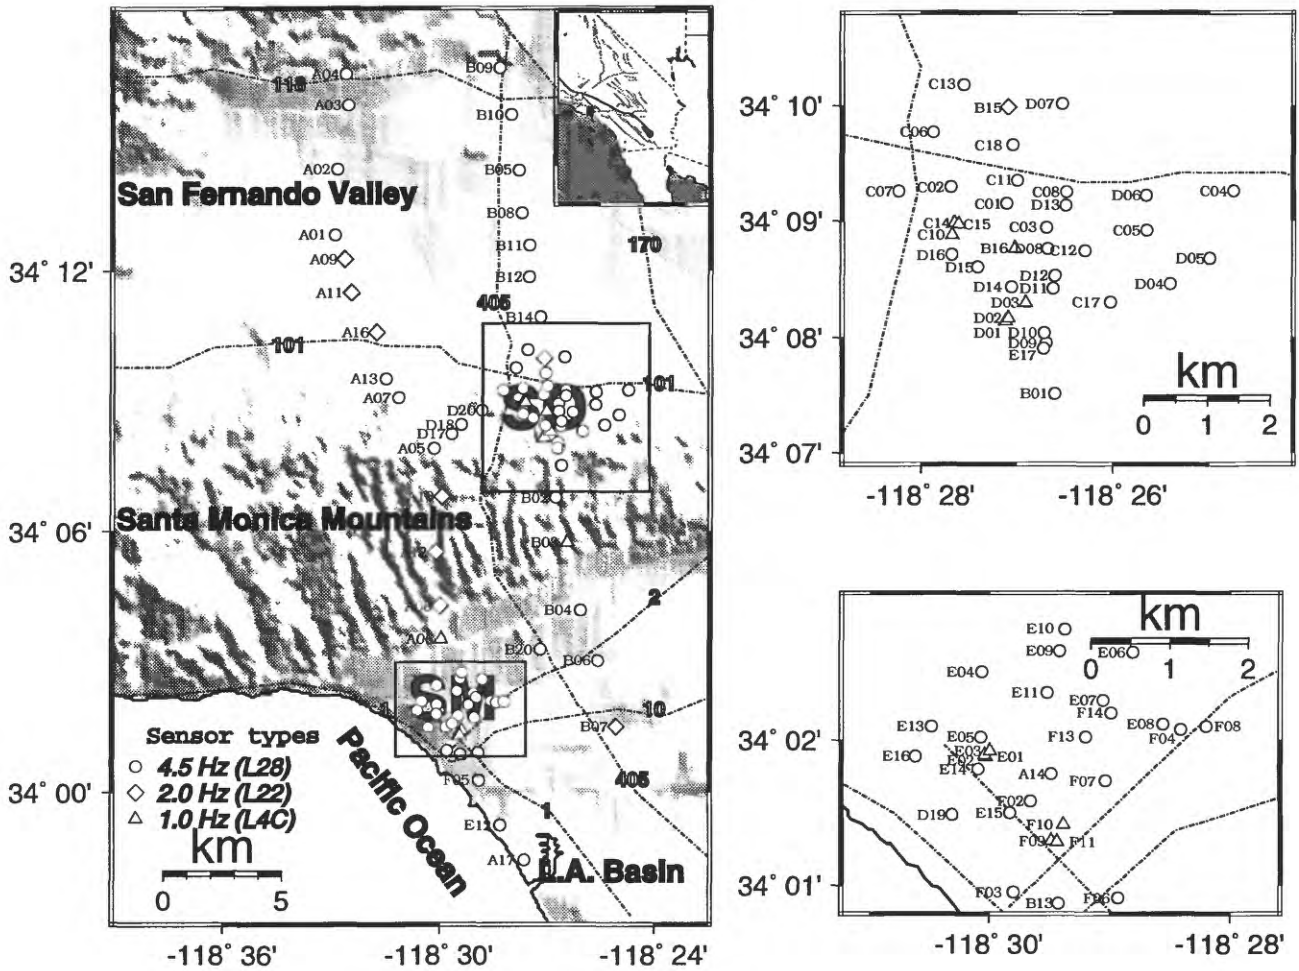 A04
118
A03
B09
B10
A02
B05
San Fernando Valley
B08
A01
B11
170
A09
34° 12'
B12
A11
405
B14
A16
101
101
A13
A07
D20
D18
D17
A05
B02
Santa Monica Mountains
34° 06'
B03
B04
2
B20
B06
SM
1
10
B07
Sensor types
4.5 Hz (L28)
2.0 Hz (L22)
1.0 Hz (L4C)
km
0 5
Pacific Ocean
F05
34° 00'
405
1
E12
A17
L.A. Basin
-118° 36' -118° 30' -118° 24'
C13
34° 10'
B15
D07
C06
C18
C11
C07
C02
C08
D06
C04
C01
D13
34° 09'
C14
C15
C03
C05
C10
B16
D08
C12
D16
D05
D15
D12
D14
D11
D04
D03
C17
D02
34° 08'
D01
D10
D09
E17
B01
km
0 1 2
34° 07'
-118° 28' -118° 26'
km
0 1 2
E10
E09
E06
E04
E11
E07
F14
E13
E08
F04
F08
34° 02'
E05
F13
E03
E01
E16
E02
E14
A14
F07
F02
D19
E15
F10
F09
F11
34° 01'
F03
B13
F06
-118° 30' -118° 28'